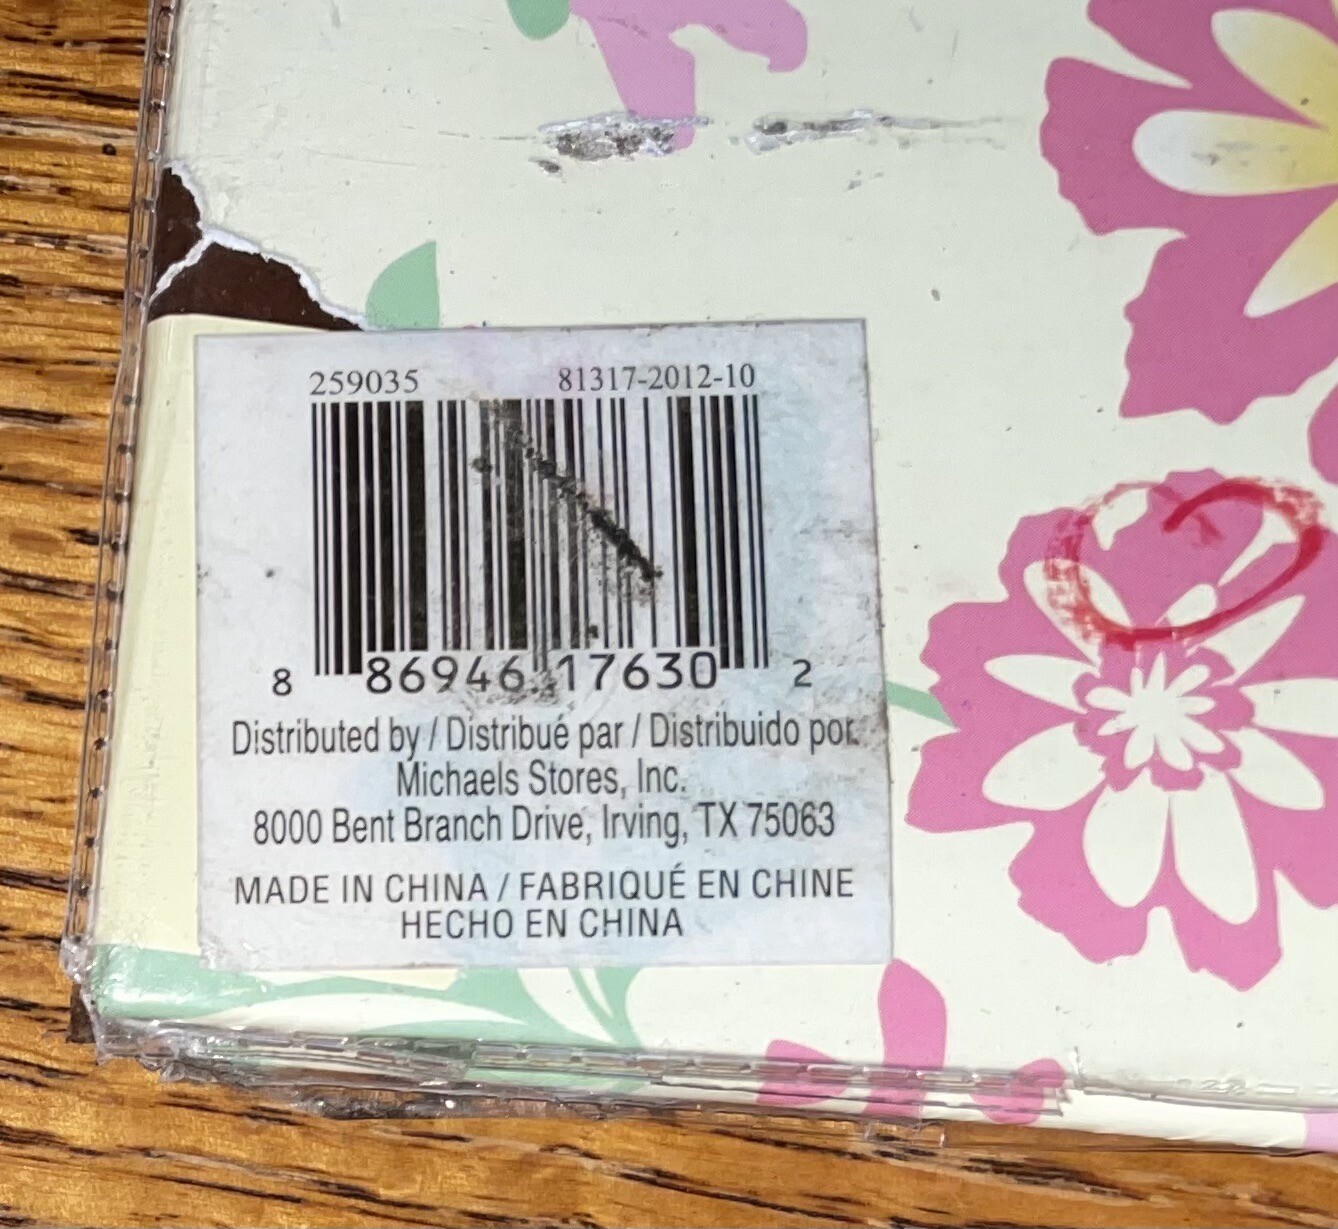 259035 81317-2012-10
8 86946 17630 2
Distributed by / Distribué par / Distribuido por.
Michaels Stores, Inc.
8000 Bent Branch Drive, Irving, TX 75063
MADE IN CHINA / FABRIQUÉ EN CHINE
HECHO EN CHINA